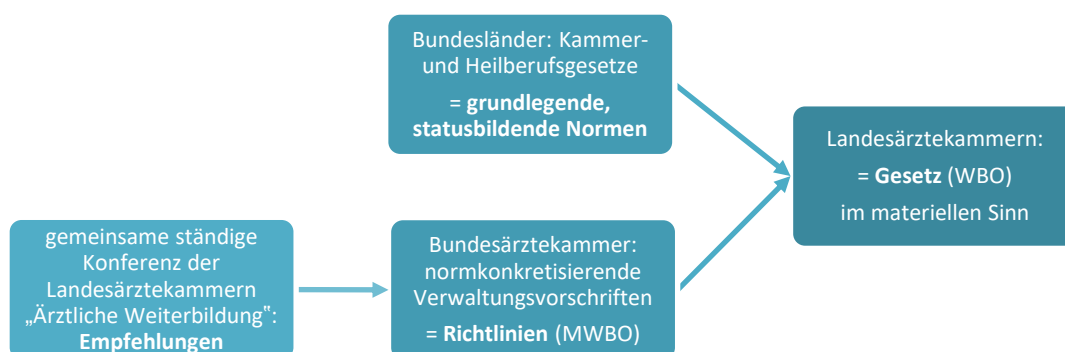 Bundesländer: Kammer-
und Heilberufsgesetze
= grundlegende,
statusbildende Normen
Landesärztekammern:
= Gesetz (WBO)
im materiellen Sinn
gemeinsame ständige
Konferenz der
Landesärztekammern
„Ärztliche Weiterbildung“:
Empfehlungen
Bundesärztekammer:
normkonkretisierende
Verwaltungsvorschriften
= Richtlinien (MWBO)